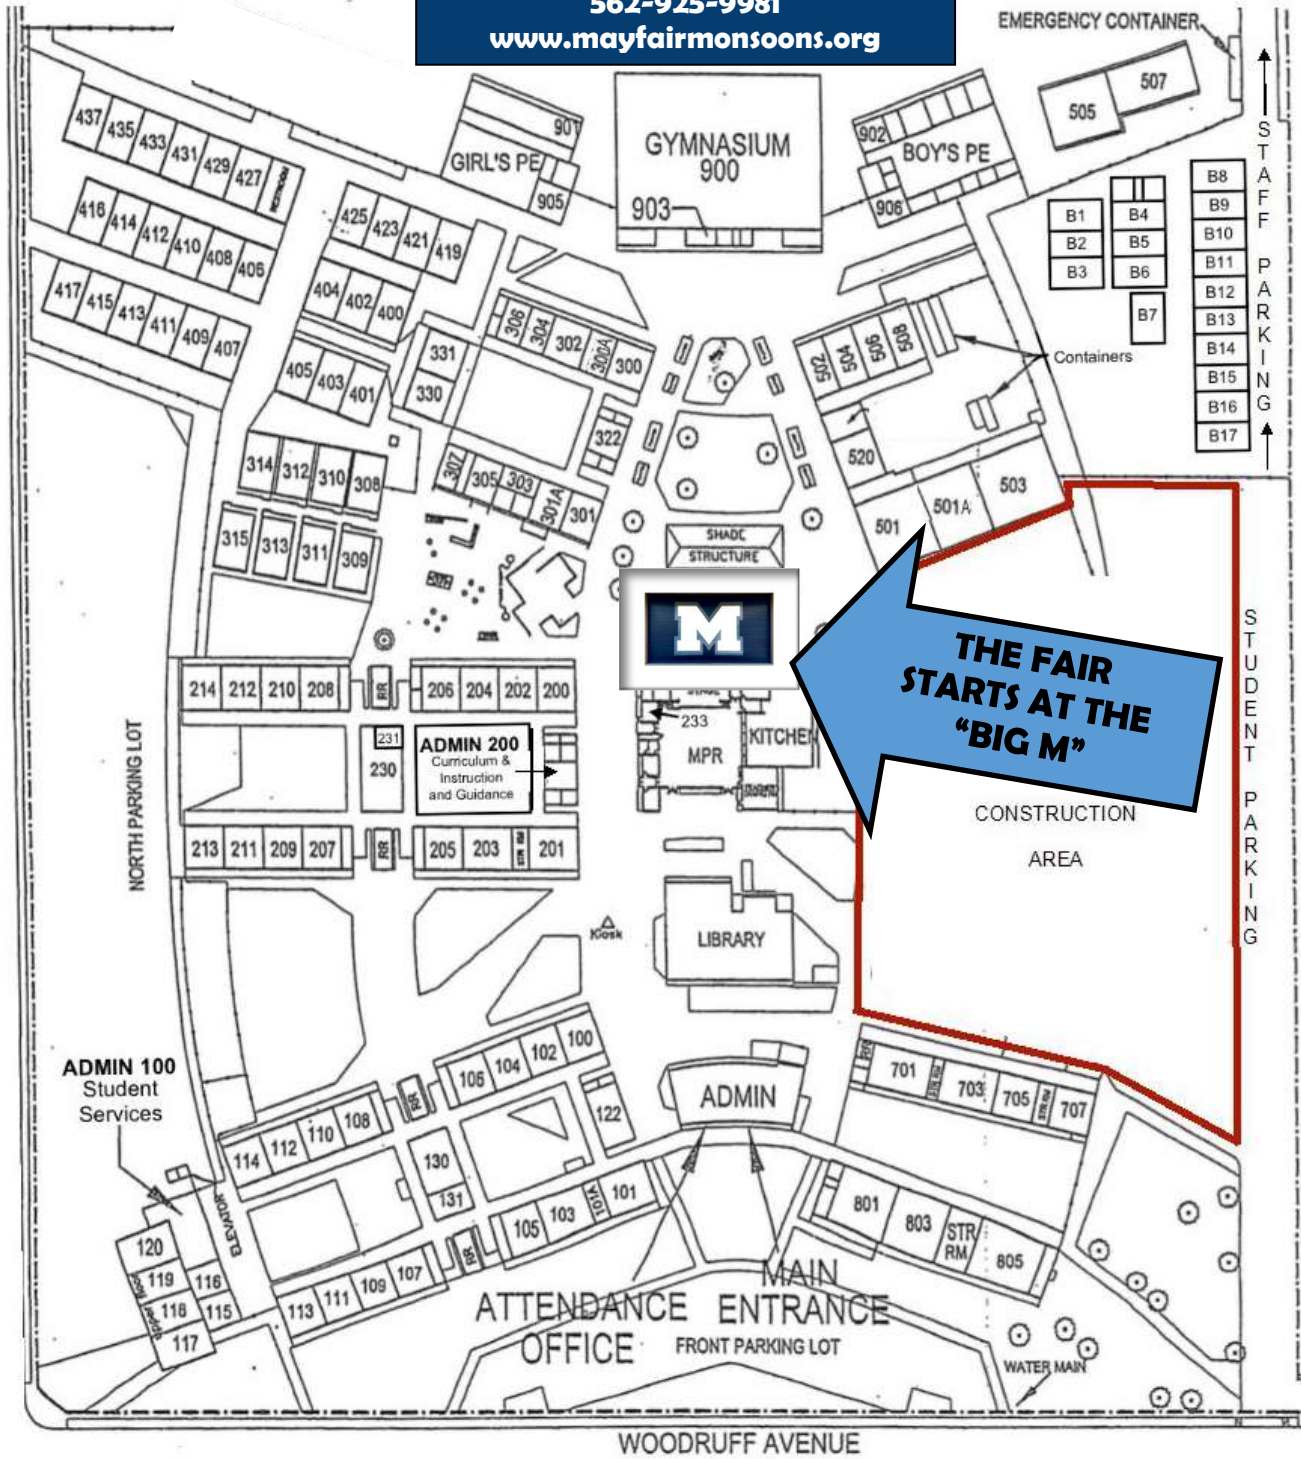 562-925-9981
www.mayfairmonsoons.org
EMERGENCY CONTAINER
507
505
STAFF PARKING
437
435
433
431
429
427
901
GIRL'S PE
905
GYMNASIUM
900
903
902
BOY'S PE
906
B8
B9
B10
B11
B12
B13
B14
B15
B16
B17
B1
B2
B3
B4
B5
B6
B7
416
414
412
410
408
406
425
423
421
419
417
415
413
411
409
407
404
402
400
405
403
401
331
330
306
304
302
300A
300
322
307
305
303
301A
301
502
504
506
508
Containers
520
501
501A
503
314
312
310
308
315
313
311
309
SHADE
STRUCTURE
M
THE FAIR
STARTS AT THE
“BIG M”
STUDENT PARKING
214
212
210
208
RR
206
204
202
200
233
MPR
KITCHEN
231
230
ADMIN 200
Curriculum &
Instruction
and Guidance
NORTH PARKING LOT
213
211
209
207
RR
205
203
201
CONSTRUCTION
AREA
Kiosk
LIBRARY
ADMIN 100
Student
Services
106
104
102
100
122
ADMIN
RR
701
STR RM
703
705
STR RM
707
114
112
110
108
RR
130
131
105
103
101A
101
RR
ELEVATOR
120
119
118
117
upper floor
116
115
113
111
109
107
801
803
STR
RM
805
ATTENDANCE
OFFICE
MAIN
ENTRANCE
FRONT PARKING LOT
WATER MAIN
WOODRUFF AVENUE